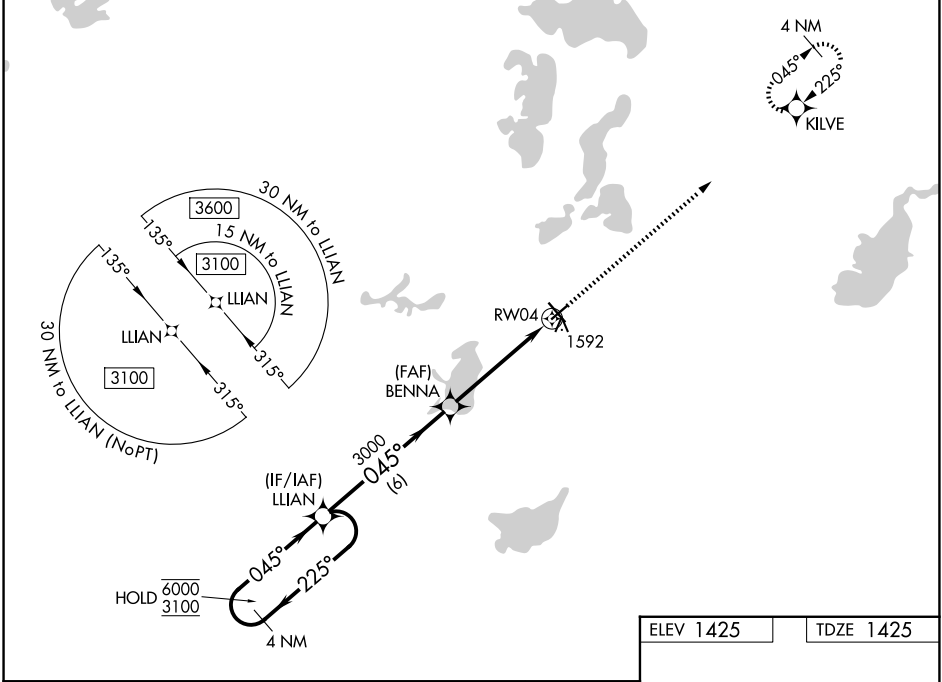 4 NM
045°
225°
KILVE
30 NM to LLIAN
3600
15 NM to LLIAN
3100
135°
LLIAN
315°
135°
LLIAN
3100
315°
30 NM to LLIAN (NoPT)
RW04
1592
(FAF)
BENNA
3000
045°
(6)
(IF/IAF)
LLIAN
045°
225°
HOLD 6000
3100
4 NM
ELEV 1425
TDZE 1425